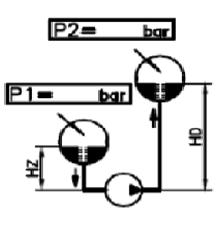 P2= bar
P1= bar
HZ
HD